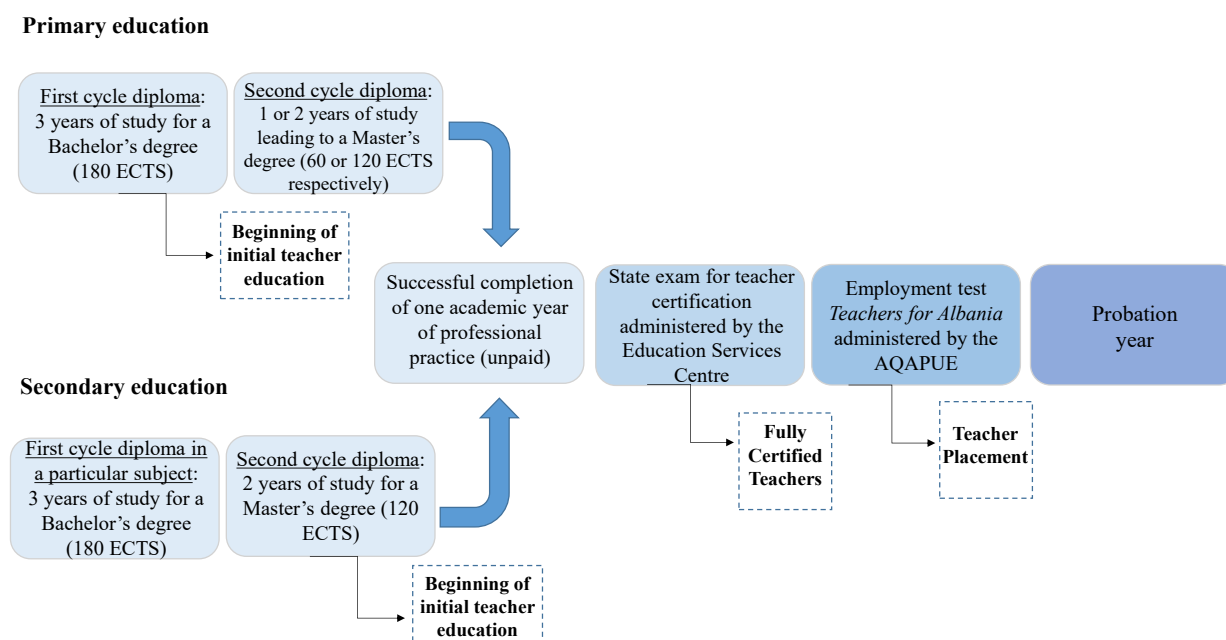 Primary education
First cycle diploma:
3 years of study for a
Bachelor's degree
(180 ECTS)
Second cycle diploma:
1 or 2 years of study
leading to a Master's
degree (60 or 120 ECTS
respectively)
Beginning of
initial teacher
education
Successful completion
of one academic year
of professional
practice (unpaid)
State exam for teacher
certification
administered by the
Education Services
Centre
Employment test
Teachers for Albania
administered by the
AQAPUE
Probation
year
Fully
Certified
Teachers
Teacher
Placement
Secondary education
First cycle diploma in
a particular subject:
3 years of study for a
Bachelor's degree
(180 ECTS)
Second cycle diploma:
2 years of study for a
Master's degree (120
ECTS)
Beginning of
initial teacher
education